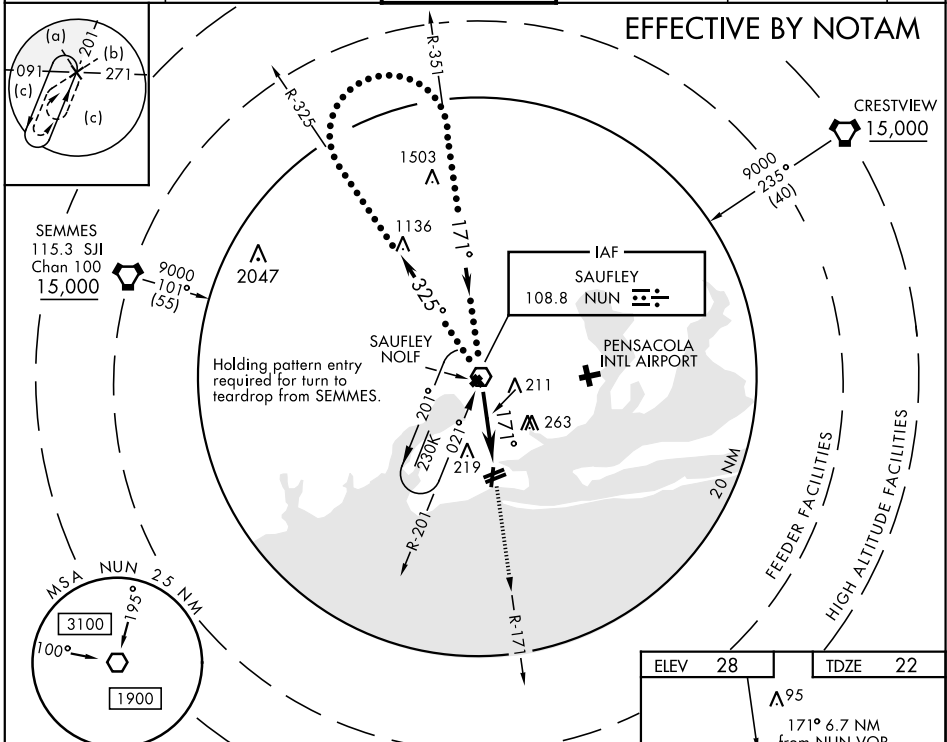 EFFECTIVE BY NOTAM
(a)
201
(b)
091
271
(c)
(c)
R-325
R-351
CRESTVIEW
15,000
9000
235°
(40)
1503
1136
171°
325°
SEMMES
115.3 SJI
Chan 100
15,000
9000
101°
(55)
2047
IAF
SAUFLEY
108.8 NUN
SAUFLEY
NOLF
PENSACOLA
INTL AIRPORT
Holding pattern entry
required for turn to
teardrop from SEMMES.
211
263
171°
201°
230K
021°
219
R-201
R-171
20 NM
FEEDER FACILITIES
HIGH ALTITUDE FACILITIES
MSA NUN 25 NM
3100
195°
100°
1900
ELEV 28
TDZE 22
95
171° 6.7 NM
from NUN VOR